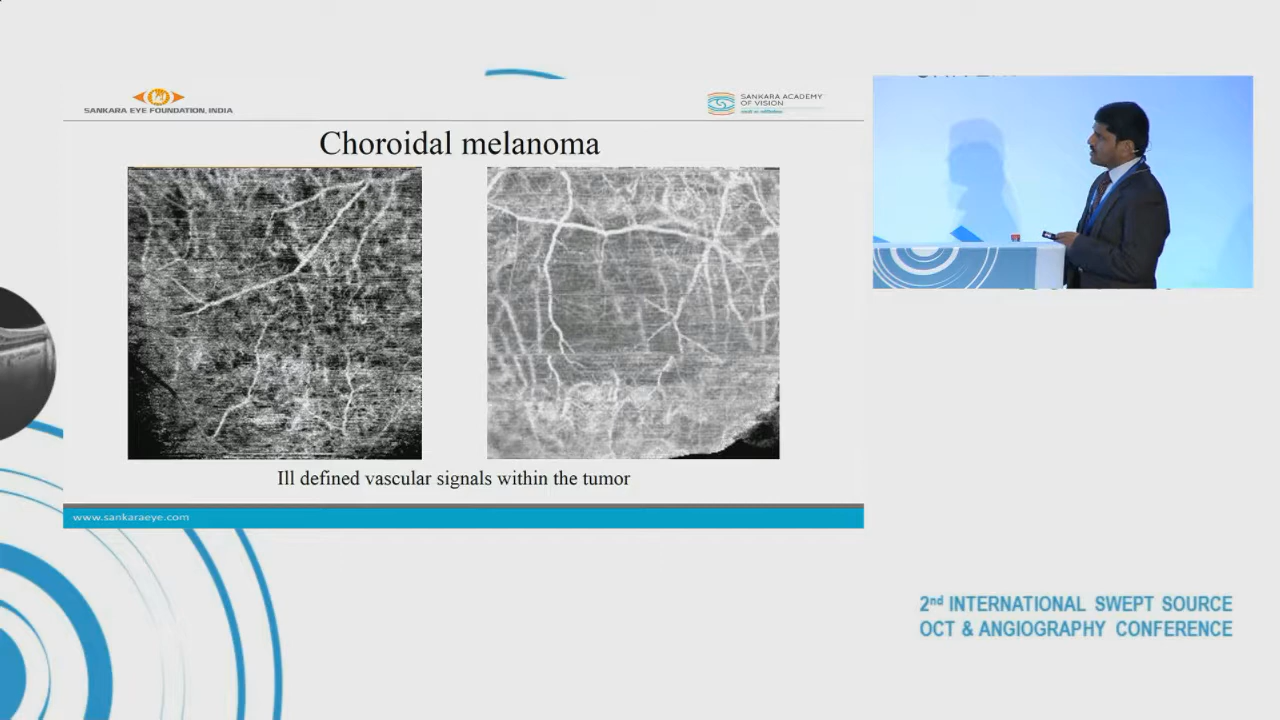 SANKARA EYE FOUNDATION, INDIA
SANKARA ACADEMY
OF VISION
Choroidal melanoma
Ill defined vascular signals within the tumor
www.sankaraeye.com
2nd INTERNATIONAL SWEPT SOURCE
OCT & ANGIOGRAPHY CONFERENCE